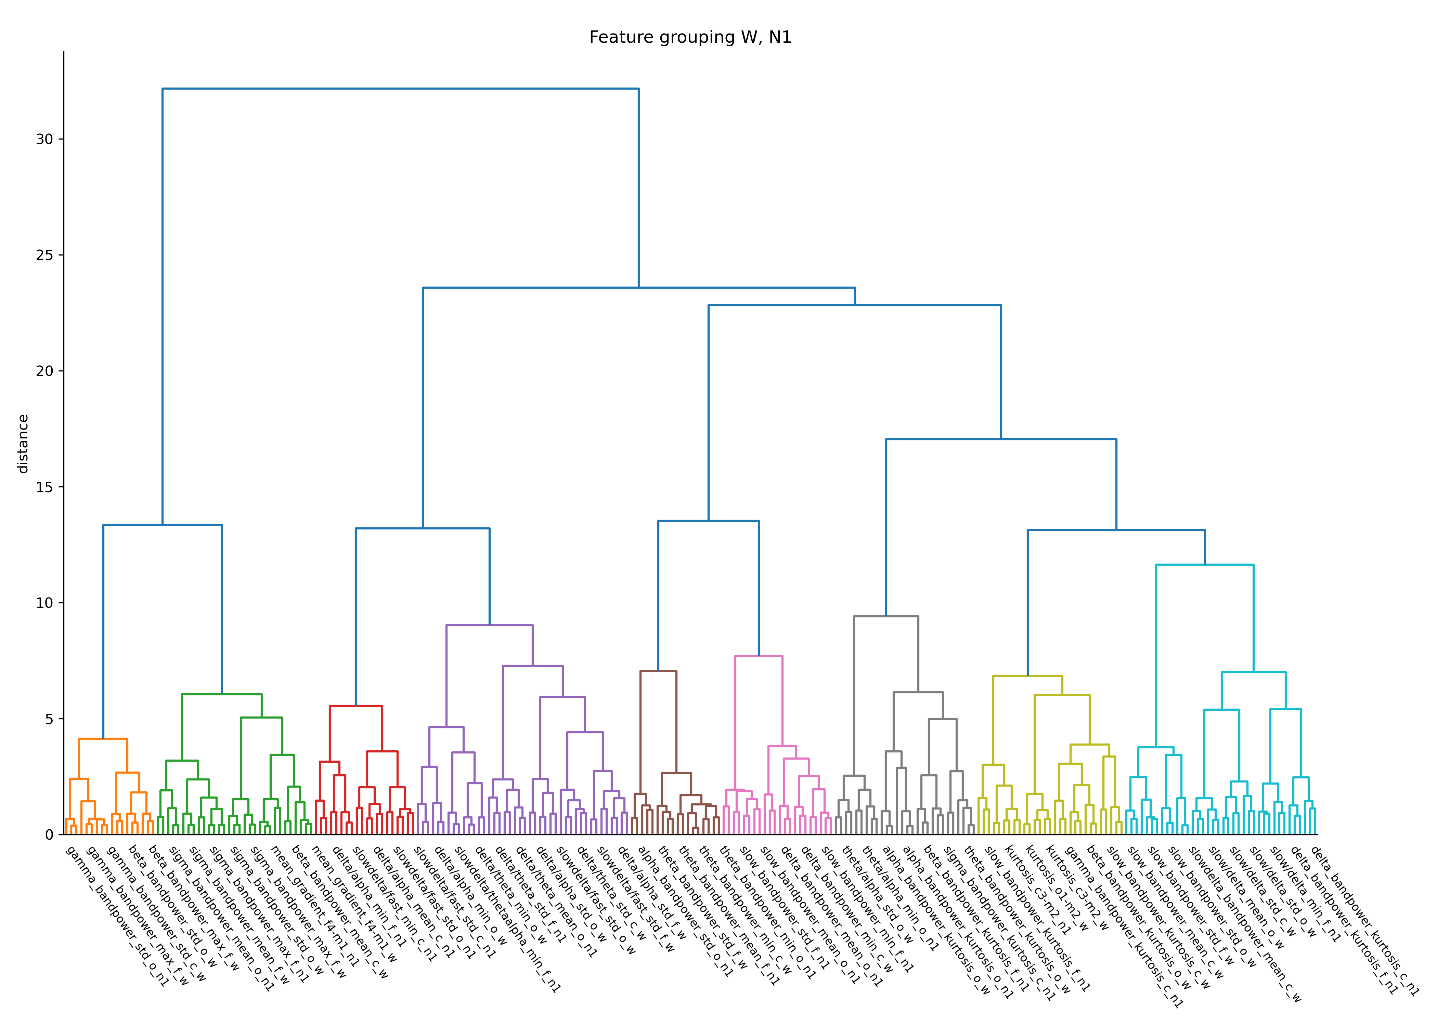 Feature grouping W, N1
distance
30
25
20
15
10
5
0
gamma_bandpower_std_o_n1
gamma_bandpower_max_f_w
gamma_bandpower_std_c_w
beta_bandpower_std_o_w
beta_bandpower_max_f_w
sigma_bandpower_mean_o_n1
sigma_bandpower_mean_f_w
sigma_bandpower_max_f_n1
sigma_bandpower_std_o_w
sigma_bandpower_max_f_w
mean_gradient_f4-m1_n1
beta_bandpower_mean_c_w
mean_gradient_f4-m1_w
delta/alpha_min_f_n1
slowdelta/fast_min_c_n1
delta/alpha_mean_c_n1
slowdelta/fast_std_o_n1
slowdelta/fast_std_c_n1
delta/alpha_min_o_w
slowdelta/thetaalpha_min_f_n1
delta/theta_min_o_w
delta/theta_std_f_n1
delta/theta_mean_o_n1
delta/alpha_std_o_w
slowdelta/fast_std_o_w
delta/theta_std_c_w
slowdelta/fast_std_f_w
delta/alpha_std_f_w
alpha_bandpower_std_o_n1
theta_bandpower_std_f_w
theta_bandpower_mean_f_n1
theta_bandpower_min_c_w
theta_bandpower_min_o_n1
slow_bandpower_std_f_n1
slow_bandpower_mean_o_n1
delta_bandpower_mean_o_n1
delta_bandpower_min_c_w
slow_bandpower_min_f_n1
theta/alpha_std_o_w
theta/alpha_min_o_n1
alpha_bandpower_kurtosis_o_w
alpha_bandpower_kurtosis_o_n1
beta_bandpower_kurtosis_f_n1
sigma_bandpower_kurtosis_c_n1
theta_bandpower_kurtosis_o_w
slow_bandpower_kurtosis_f_n1
kurtosis_c3-m2_n1
kurtosis_o1-m2_w
kurtosis_c3-m2_w
gamma_bandpower_kurtosis_c_n1
beta_bandpower_kurtosis_o_w
slow_bandpower_kurtosis_c_w
slow_bandpower_mean_c_w
slow_bandpower_std_f_w
slow_bandpower_std_o_w
slowdelta_bandpower_mean_c_w
slow/delta_mean_o_w
slow/delta_std_c_w
slow/delta_std_o_w
slow/delta_min_f_n1
delta_bandpower_kurtosis_f_n1
delta_bandpower_kurtosis_c_n1